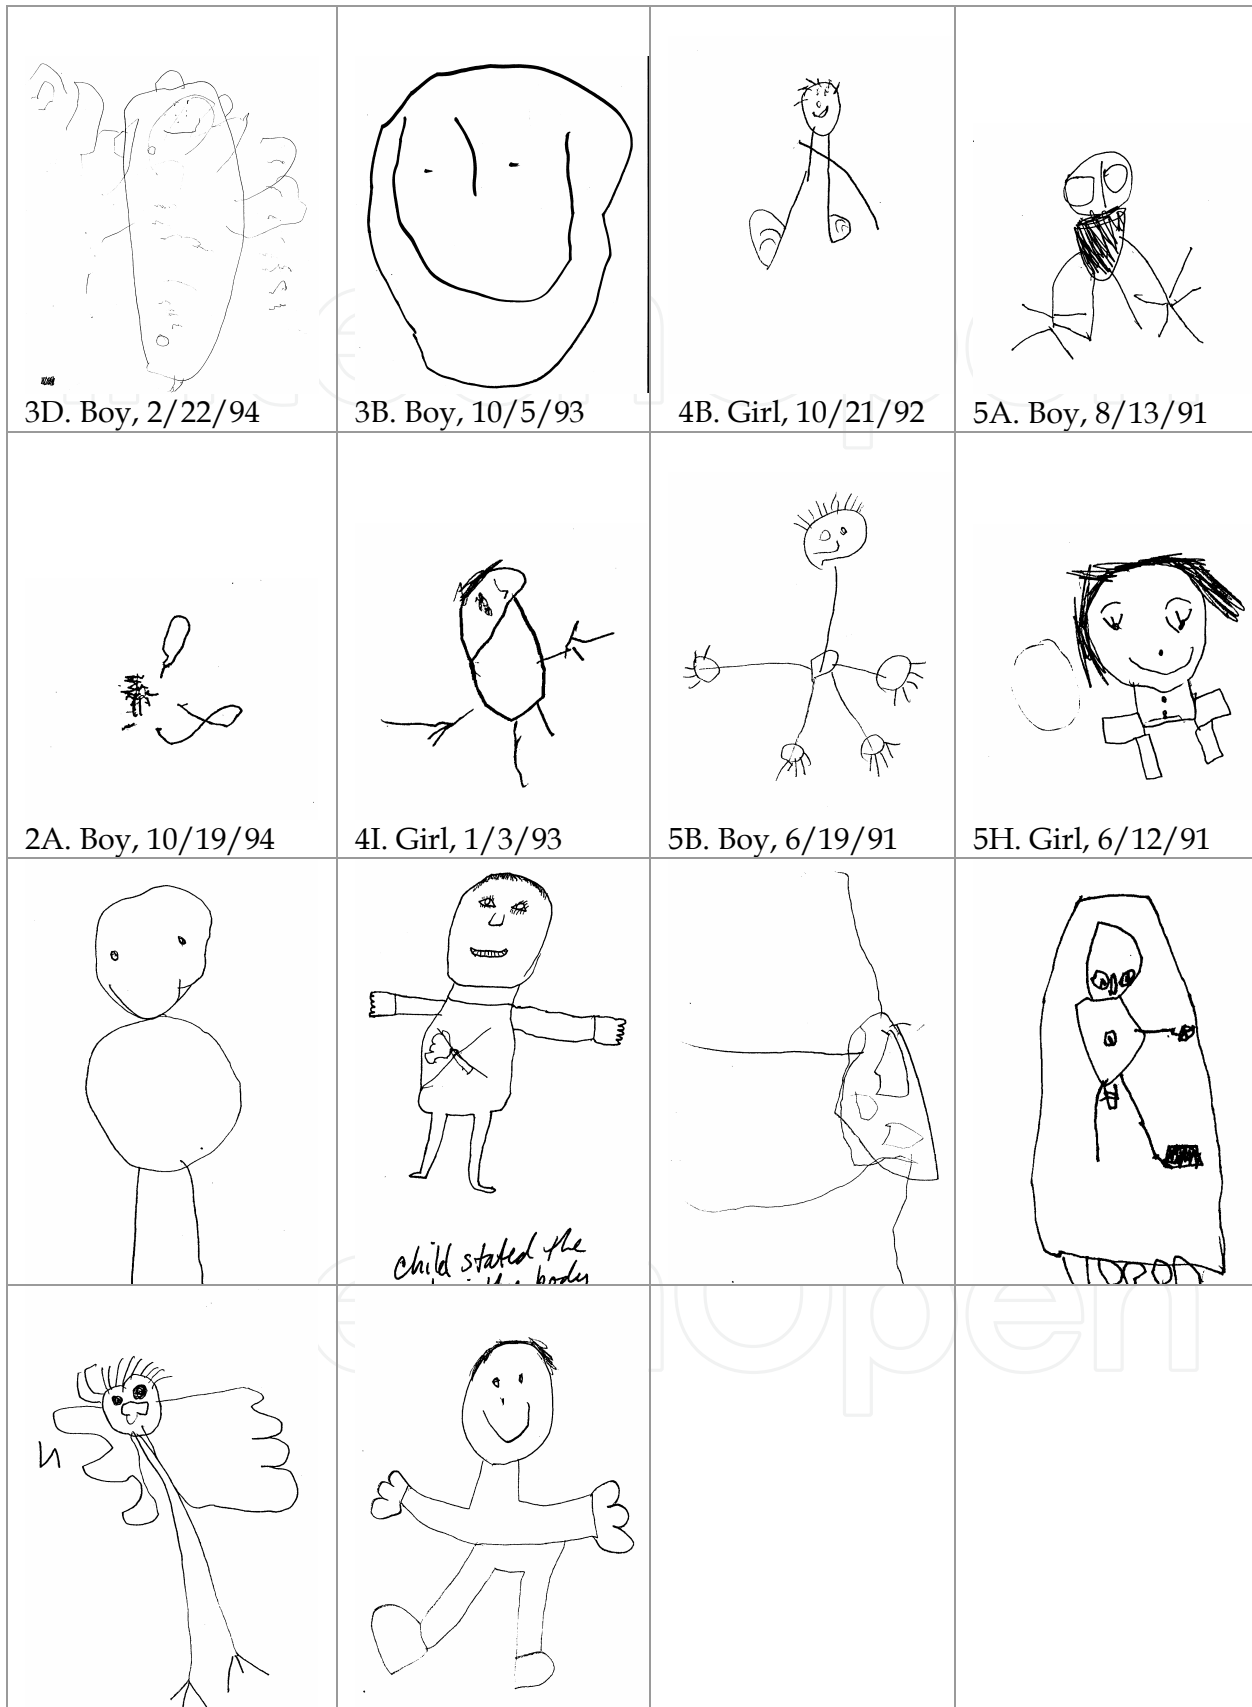 3D. Boy, 2/22/94
3B. Boy, 10/5/93
4B. Girl, 10/21/92
5A. Boy, 8/13/91
2A. Boy, 10/19/94
4I. Girl, 1/3/93
5B. Boy, 6/19/91
5H. Girl, 6/12/91
child stated the
the body